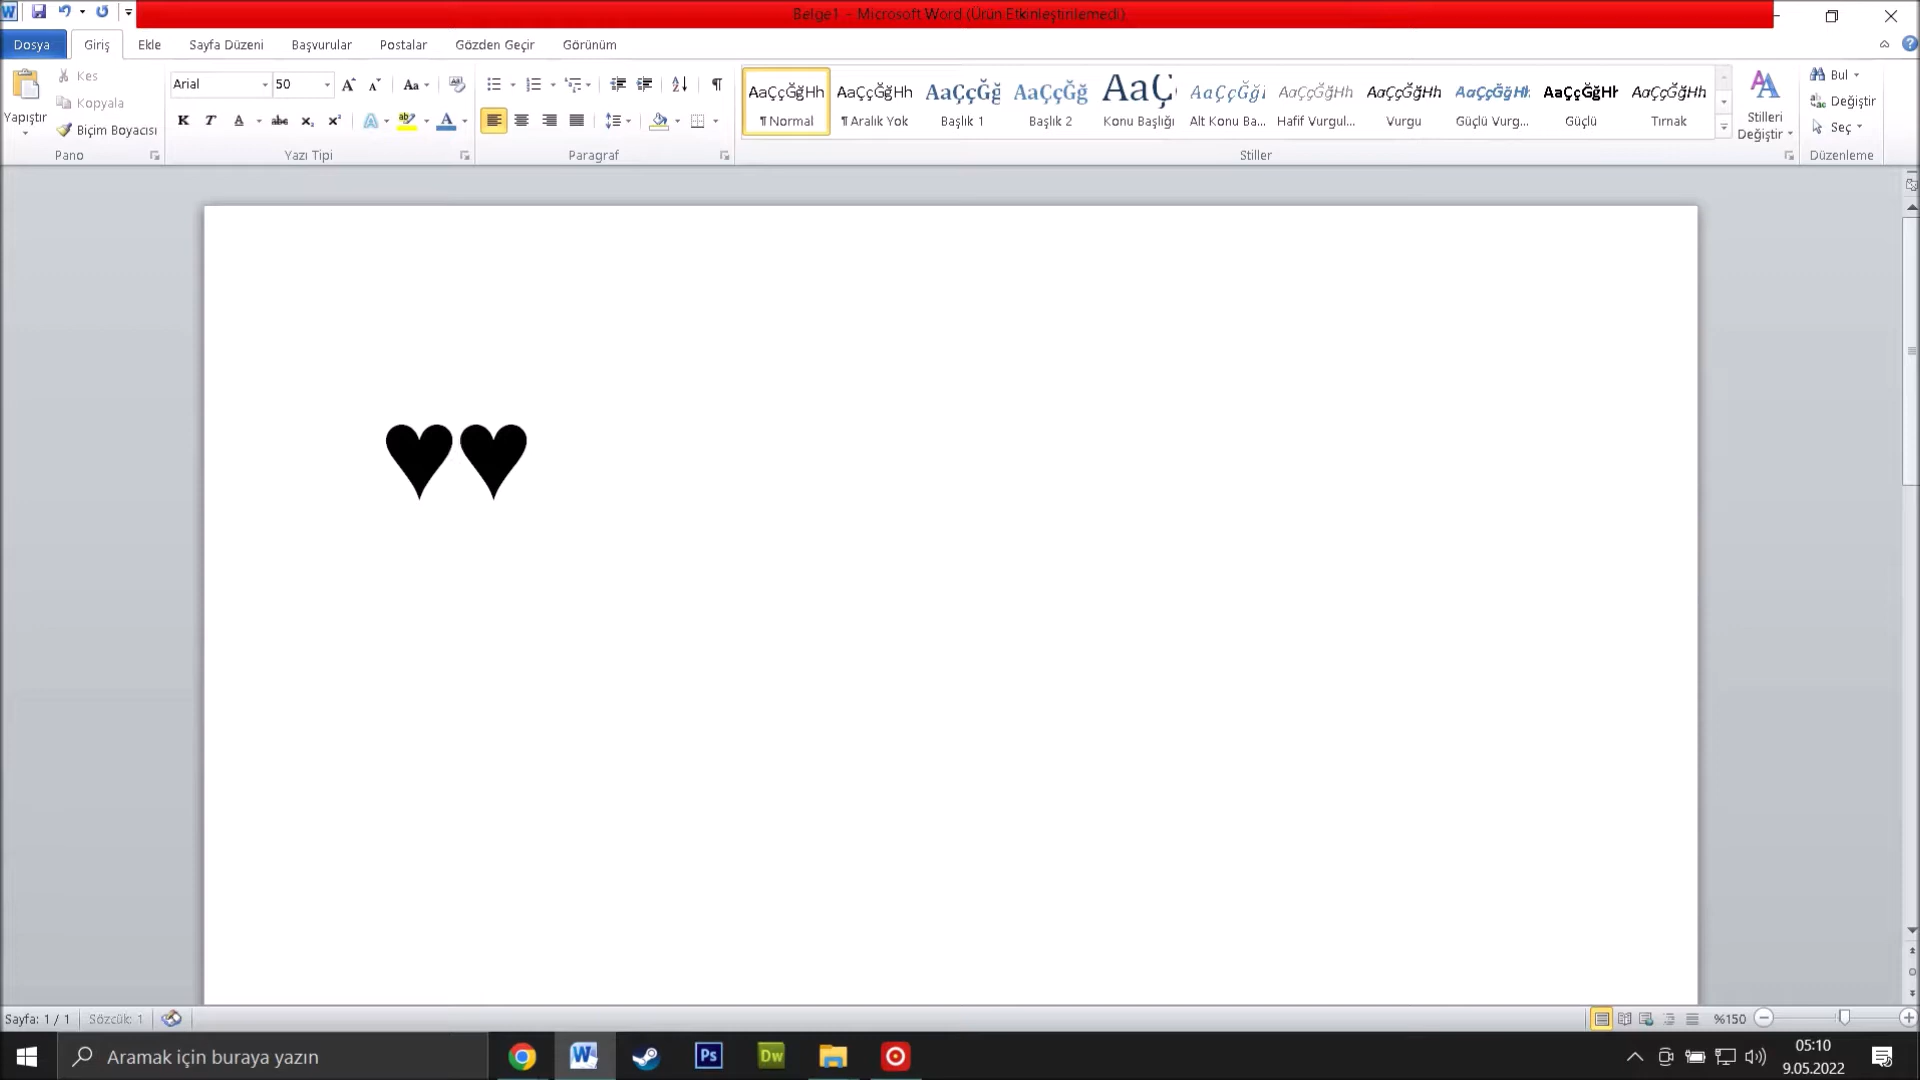 Belge1 - Microsoft Word (Ürün Etkinleştirilemedi)
Dosya Giriş Ekle Sayfa Düzeni Başvurular Postalar Gözden Geçir Görünüm
Yapıştır
Kes
Kopyala
Biçim Boyacısı
Pano
Arial 50
Yazı Tipi
Paragraf
AaÇçĞğHh AaÇçĞğHh AaÇçĞğ AaÇçĞğ AaÇ AaÇçĞğİ AaÇçĞğHh AaÇçĞğHh AaÇçĞğHh AaÇçĞğHh AaÇçĞğHh
¶ Normal ¶ Aralık Yok Başlık 1 Başlık 2 Konu Başlığı Alt Konu Ba... Hafif Vurgul... Vurgu Güçlü Vurg... Güçlü Tırnak
Stiller
Stilleri
Değiştir
Bul
Değiştir
Seç
Düzenleme
♥♥
Sayfa: 1 / 1 Sözcük: 1 %150
Aramak için buraya yazın
Ps Dw
05:10
9.05.2022